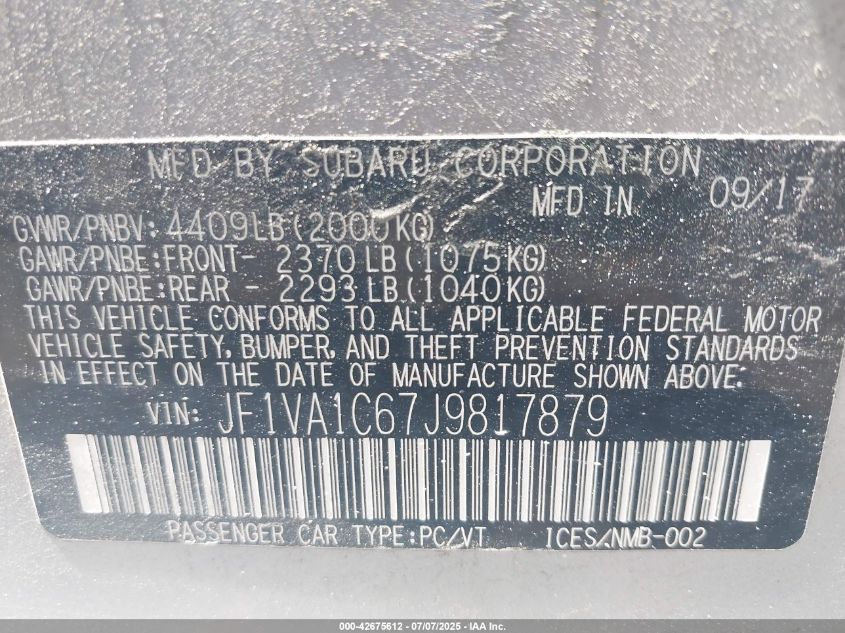 MFD BY SUBARU CORPORATION
MFD IN 09/17
GVWR/PNBV: 4409LB(2000KG)
GAWR/PNBE:FRONT- 2370LB(1075KG)
GAWR/PNBE:REAR - 2293LB(1040KG)
THIS VEHICLE CONFORMS TO ALL APPLICABLE FEDERAL MOTOR
VEHICLE SAFETY, BUMPER, AND THEFT PREVENTION STANDARDS
IN EFFECT ON THE DATE OF MANUFACTURE SHOWN ABOVE:
VIN: JF1VA1C67J9817879
PASSENGER CAR TYPE:PC/VT ICES/NMB-002
000-42675612 - 07/07/2025 - IAA Inc.